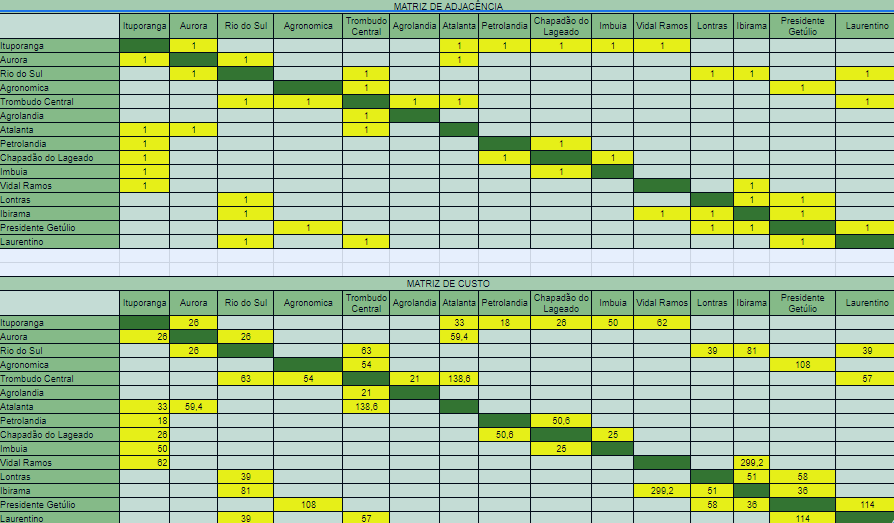 MATRIZ DE ADJACÊNCIA
Ituporanga Aurora Rio do Sul Agronomica Trombudo Central Agrolandia Atalanta Petrolandia Chapadão do Lageado Imbuia Vidal Ramos Lontras Ibirama Presidente Getúlio Laurentino
Ituporanga 1 1 1 1 1 1
Aurora 1 1 1
Rio do Sul 1 1 1 1 1
Agronomica 1 1
Trombudo Central 1 1 1 1 1
Agrolandia 1
Atalanta 1 1 1
Petrolandia 1 1
Chapadão do Lageado 1 1 1
Imbuia 1 1
Vidal Ramos 1 1
Lontras 1 1 1
Ibirama 1 1 1 1
Presidente Getúlio 1 1 1 1
Laurentino 1 1 1
MATRIZ DE CUSTO
Ituporanga Aurora Rio do Sul Agronomica Trombudo Central Agrolandia Atalanta Petrolandia Chapadão do Lageado Imbuia Vidal Ramos Lontras Ibirama Presidente Getúlio Laurentino
Ituporanga 26 33 18 26 50 62
Aurora 26 26 59,4
Rio do Sul 26 63 39 81 39
Agronomica 54 108
Trombudo Central 63 54 21 138,6 57
Agrolandia 21
Atalanta 33 59,4 138,6
Petrolandia 18 50,6
Chapadão do Lageado 26 50,6 25
Imbuia 50 25
Vidal Ramos 62 299,2
Lontras 39 51 58
Ibirama 81 299,2 51 36
Presidente Getúlio 108 58 36 114
Laurentino 39 57 114